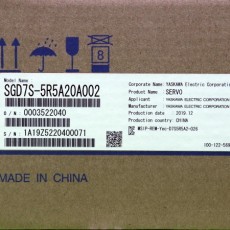 8
Model Name
SGD7S-5R5A20A002
Corporate Name : YASKAWA Electric Corporation
Product Name : SERVO
Applicant : YASKAWA ELECTRIC CORPORATION
Manufacturer : YASKAWA ELECTRIC CORPORATION
Production date : 2019.12
Production country : CHINA
O/N 0003522040
S/N 1A19Z5220400071
MADE IN CHINA